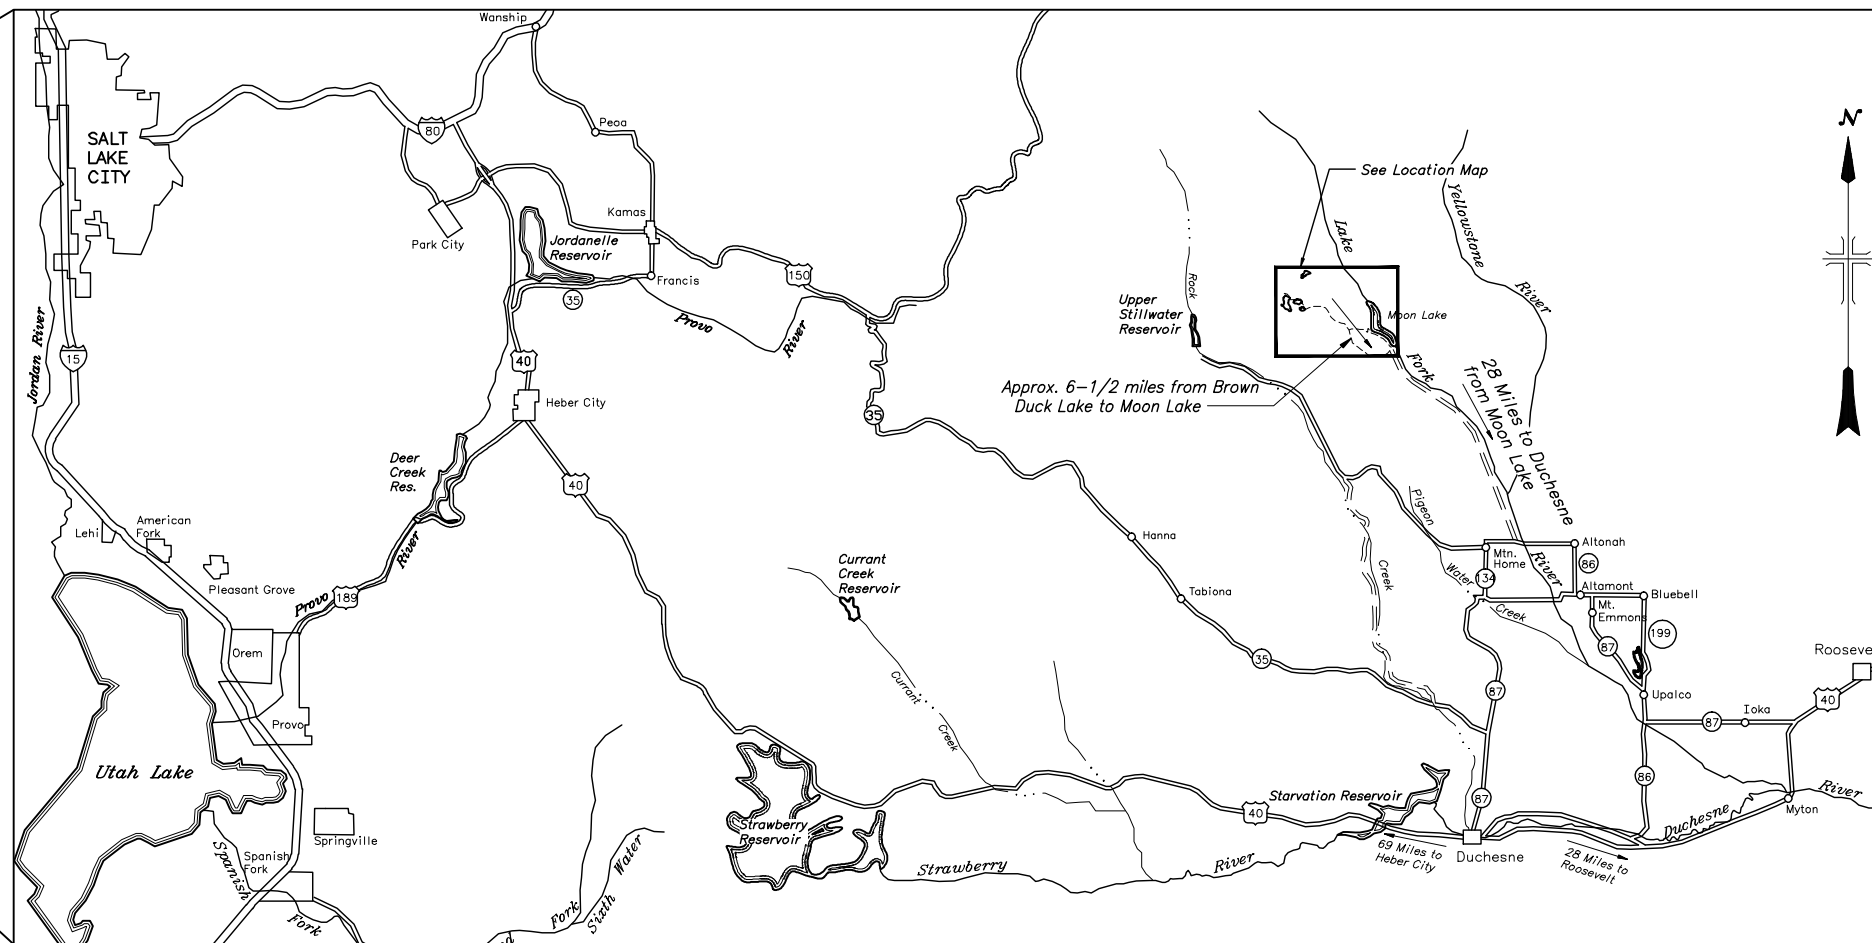 Wanship
N
80
Peoa
SALT
LAKE
CITY
See Location Map
Yellowstone
Kamas
Park City
Jordanelle
Reservoir
Lake
150
Francis
Rock
River
35
Upper
Stillwater
Reservoir
Moon Lake
Provo
River
Jordan River
15
40
Fork
28 Miles to Duchesne
from Moon Lake
Approx. 6-1/2 miles from Brown
Duck Lake to Moon Lake
Heber City
35
Deer
Creek
Res.
40
Pigeon
American
Fork
Lehi
Hanna
Altonah
Mtn.
Home
River
River
Currant
Creek
Reservoir
86
Water
134
Creek
Pleasant Grove
Provo
189
Tabiona
Altamont
Bluebell
Mt.
Emmons
Creek
199
87
Orem
35
Rooseve
Currant
87
Upalco
40
Provo
Creek
87
Ioka
Utah Lake
86
Starvation Reservoir
87
River
40
Myton
Springville
Strawberry
Reservoir
Duchesne
69 Miles to
Heber City
Duchesne
28 Miles to
Roosevelt
Spanish
Fork
Spanish
Fork
Water
Sixth
Fork
Strawberry
River